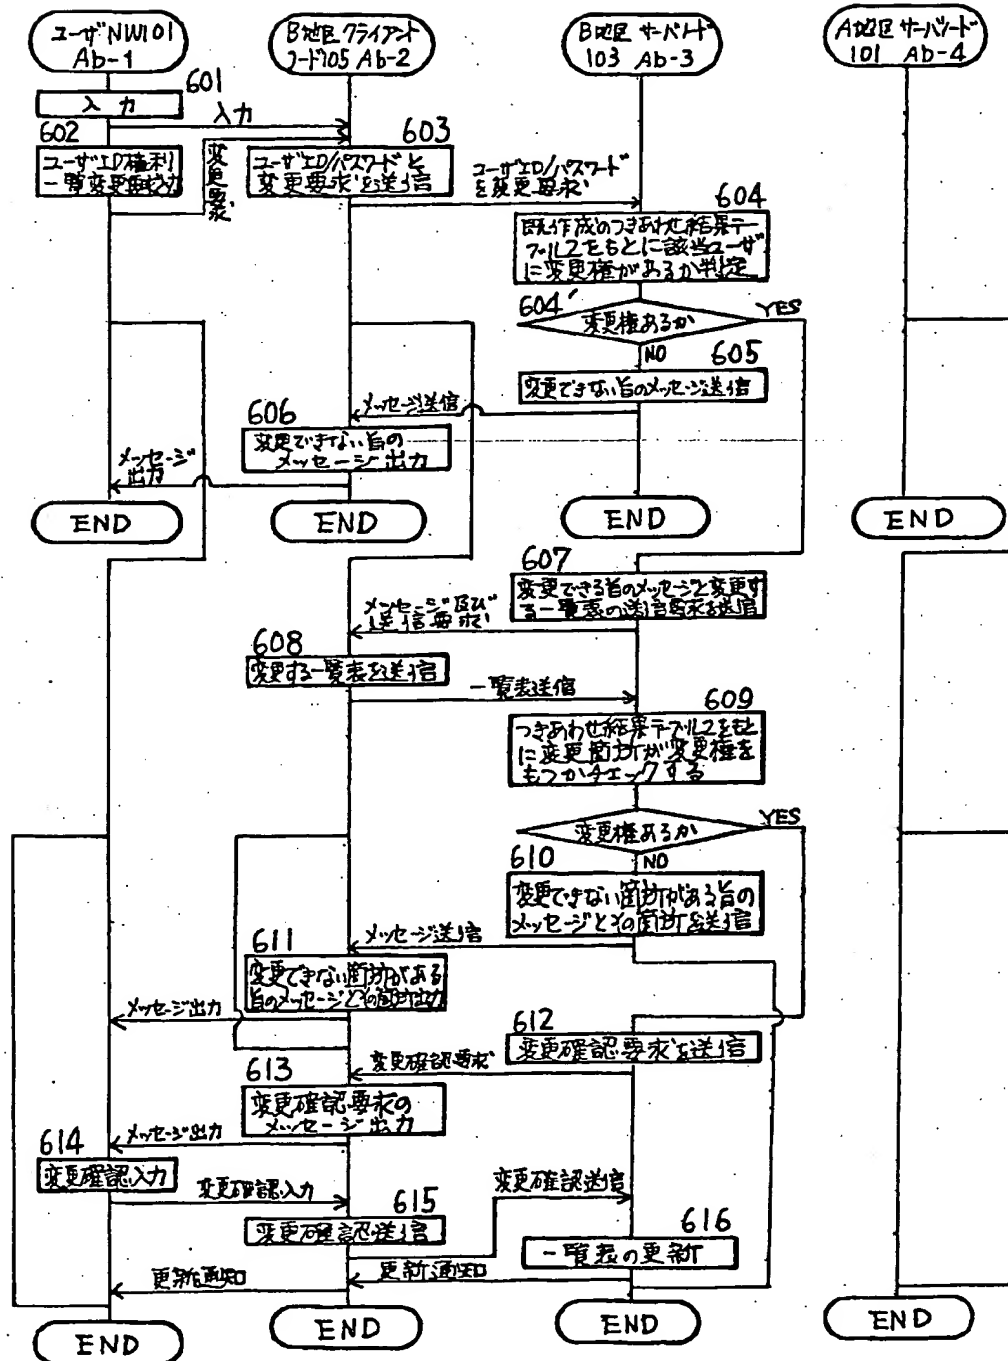 ユーザNW101
Ab-1
B地区クライアント
ノード105 Ab-2
B地区 サーバノード
103 Ab-3
A地区 サーバノード
101 Ab-4
601
入力
入力
602
ユーザID権利
一覧変更要求入力
変更要求
603
ユーザID/パスワードと
変更要求を送信
ユーザID/パスワード
を変更要求
604
既作成のつきあわせ結果テー
ブル2をもとに該当ユーザ
に変更権があるか判定
604'
変更権あるか
YES
NO
605
変更できない旨のメッセージ送信
メッセージ送信
606
変更できない旨の
メッセージ出力
メッセージ
出力
END
END
END
END
607
変更できる旨のメッセージと変更す
る一覧表の送信要求を送信
メッセージ及び
送信要求
608
変更する一覧表を送信
一覧表送信
609
つきあわせ結果テーブル2をもと
に変更箇所が変更権を
もつかチェックする
変更権あるか
YES
NO
610
変更できない箇所がある旨の
メッセージとその箇所を送信
メッセージ送信
611
変更できない箇所がある
旨のメッセージとその箇所出力
メッセージ出力
612
変更確認要求を送信
変更確認要求
613
変更確認要求の
メッセージ出力
メッセージ出力
614
変更確認入力
変更確認入力
615
変更確認送信
変更確認送信
616
一覧表の更新
更新通知
更新通知
END
END
END
END